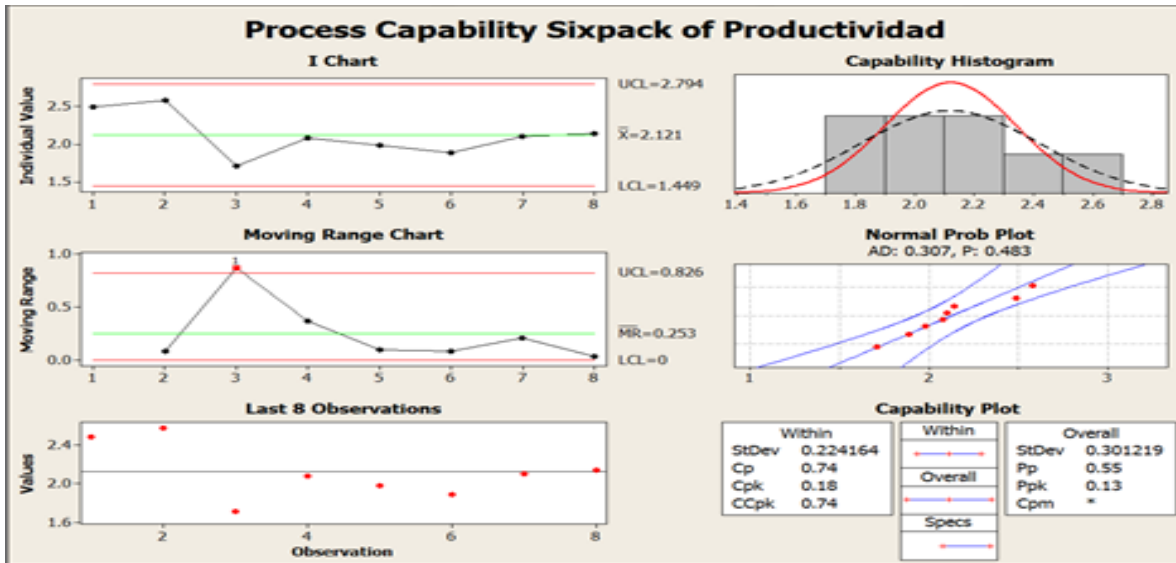 Process Capability Sixpack of Productividad
I Chart
Individual Value
2.5
2.0
1.5
1 2 3 4 5 6 7 8
UCL=2.794
X=2.121
LCL=1.449
Capability Histogram
1.4 1.6 1.8 2.0 2.2 2.4 2.6 2.8
Moving Range Chart
Moving Range
1.0
0.5
0.0
1
1 2 3 4 5 6 7 8
UCL=0.826
MR=0.253
LCL=0
Normal Prob Plot
AD: 0.307, P: 0.483
1 2 3
Last 8 Observations
Values
2.4
2.0
1.6
2 4 6 8
Observation
Capability Plot
Within
StDev 0.224164
Cp 0.74
Cpk 0.18
CCpk 0.74
Within
Overall
Specs
Overall
StDev 0.301219
Pp 0.55
Ppk 0.13
Cpm *